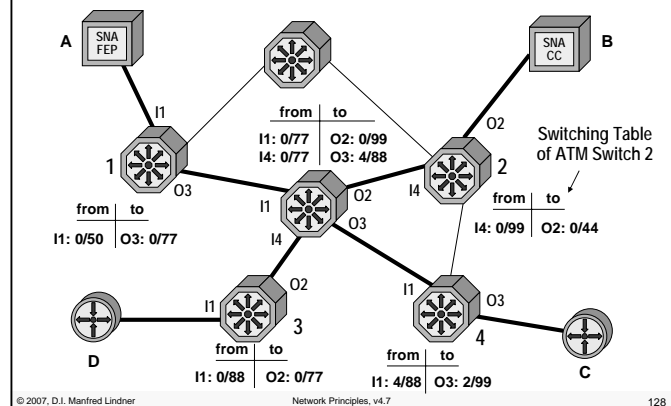 A
SNA
FEP
SNA
CC
B
I1
from to
I1: 0/77 O2: 0/99
I4: 0/77 O3: 4/88
O2
Switching Table
of ATM Switch 2
1
O3
I1
I4
O2
O3
I4
2
from to
I4: 0/99 O2: 0/44
from to
I1: 0/50 O3: 0/77
D
I1
O2
3
I1
O3
4
C
from to
I1: 0/88 O2: 0/77
from to
I1: 4/88 O3: 2/99
© 2007, D.I. Manfred Lindner
Network Principles, v4.7
128